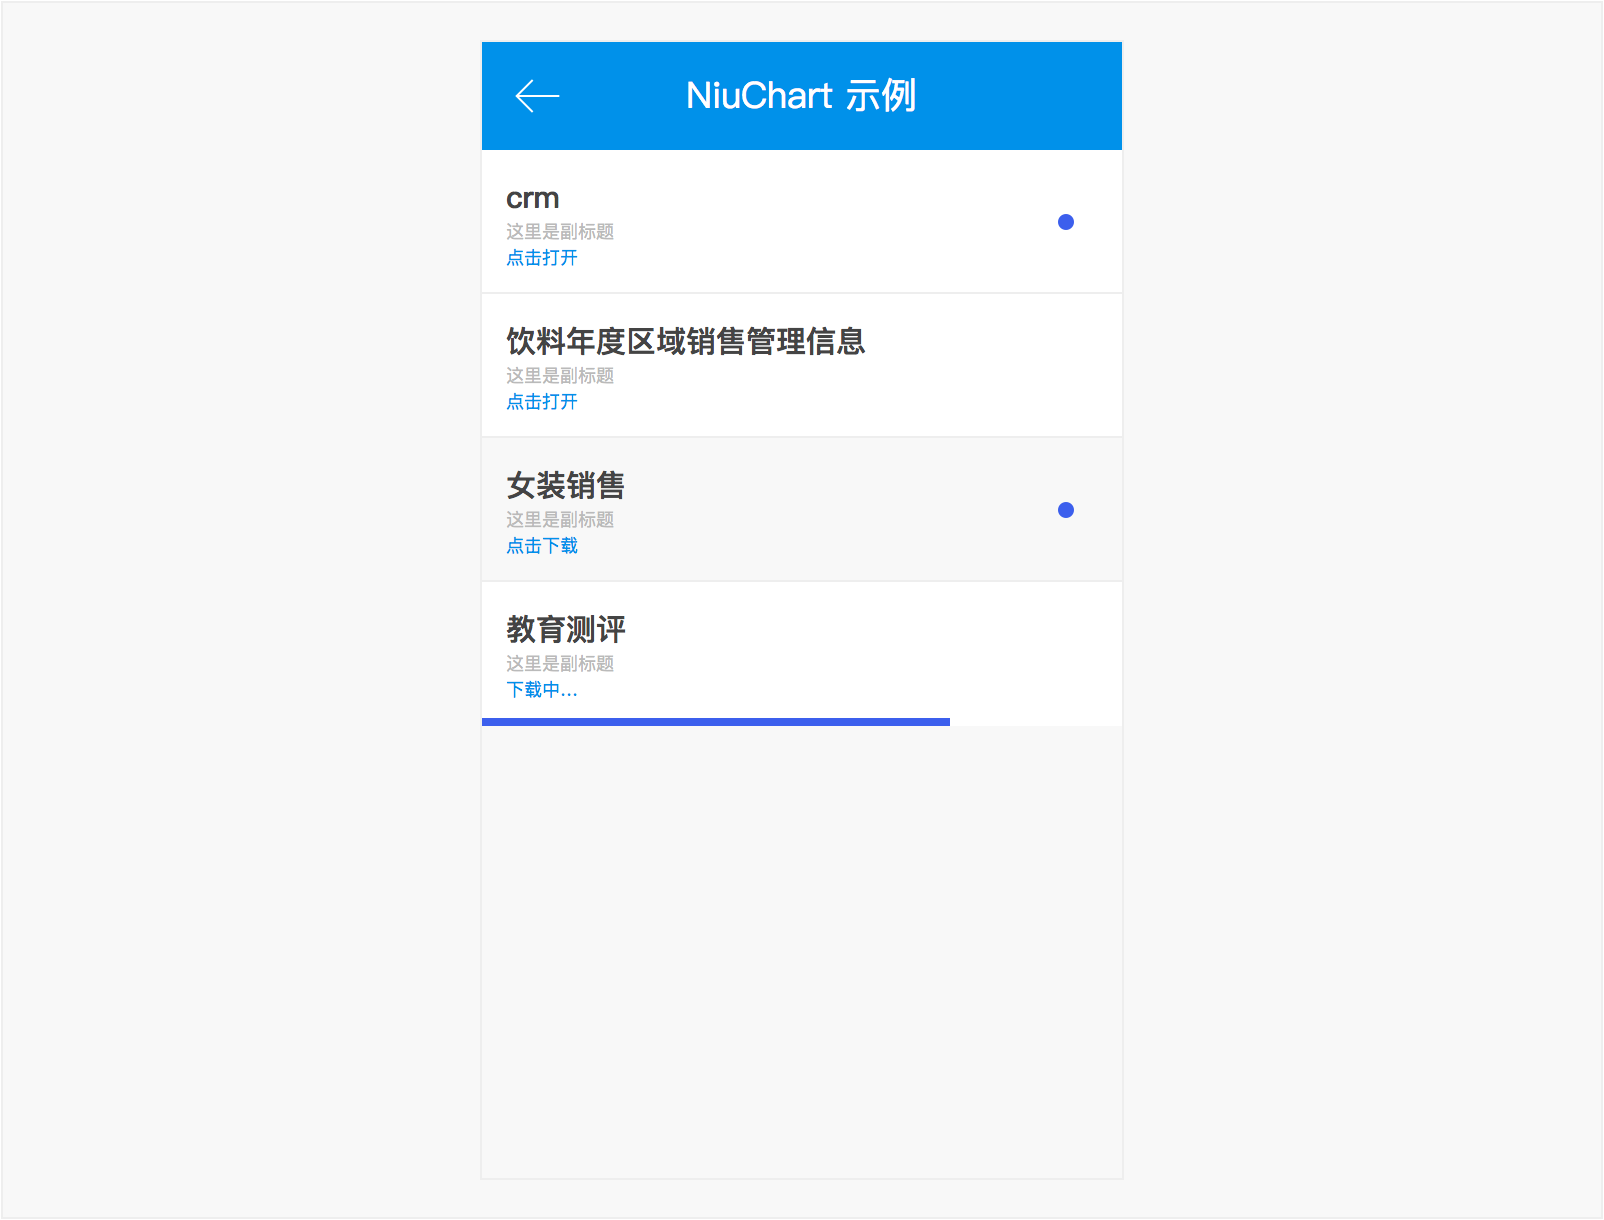 NiuChart 示例
crm
这里是副标题
点击打开
饮料年度区域销售管理信息
这里是副标题
点击打开
女装销售
这里是副标题
点击下载
教育测评
这里是副标题
下载中...